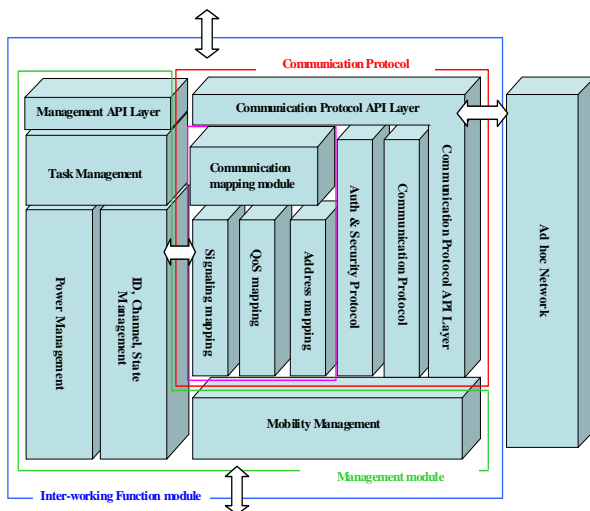 Communication Protocol
Management API Layer
Communication Protocol API Layer
Task Management
Communication
mapping module
Power Management
ID, Channel, State
Management
Signaling mapping
QoS mapping
Address mapping
Auth & Security Protocol
Communication Protocol
Communication Protocol API Layer
Ad hoc Network
Mobility Management
Management module
Inter-working Function module